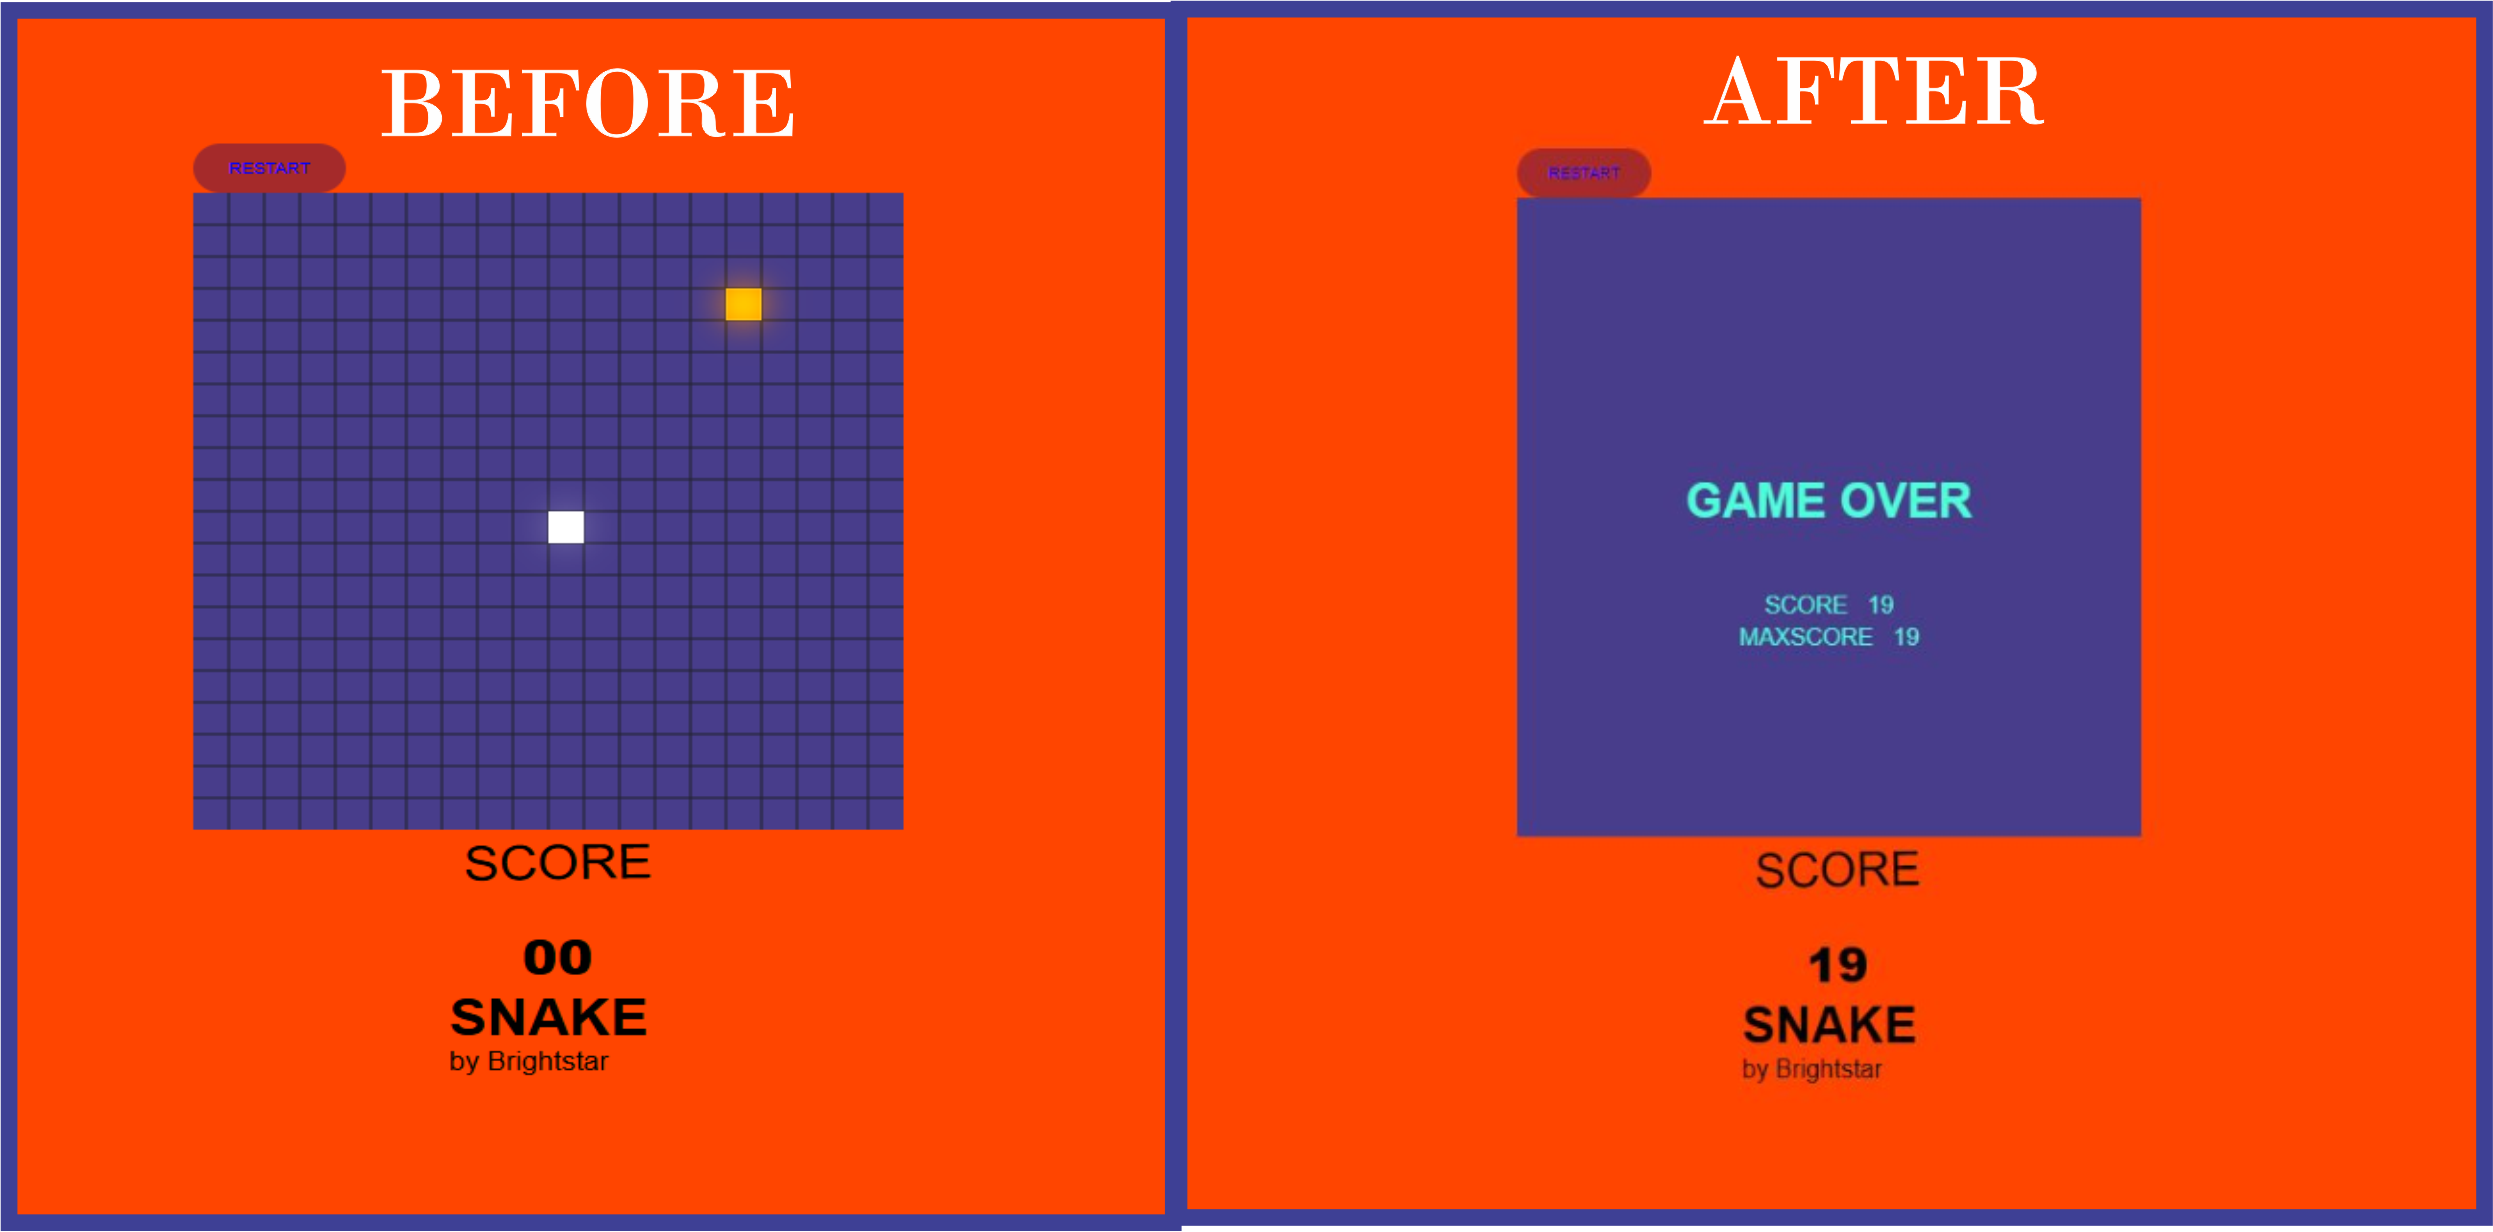 BEFORE
RESTART
SCORE
00
SNAKE
by Brightstar
AFTER
RESTART
GAME OVER
SCORE 19
MAXSCORE 19
SCORE
19
SNAKE
by Brightstar